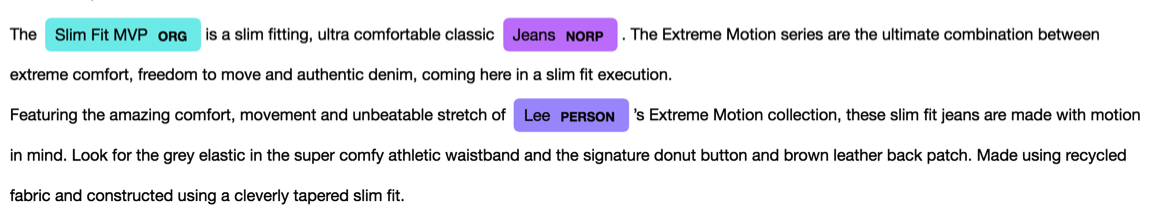 The Slim Fit MVP ORG is a slim fitting, ultra comfortable classic Jeans NORP . The Extreme Motion series are the ultimate combination between
extreme comfort, freedom to move and authentic denim, coming here in a slim fit execution.
Featuring the amazing comfort, movement and unbeatable stretch of Lee PERSON 's Extreme Motion collection, these slim fit jeans are made with motion
in mind. Look for the grey elastic in the super comfy athletic waistband and the signature donut button and brown leather back patch. Made using recycled
fabric and constructed using a cleverly tapered slim fit.